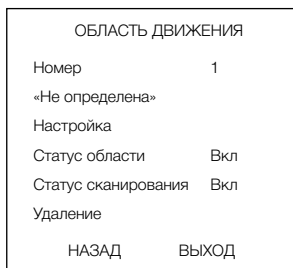 ОБЛАСТЬ ДВИЖЕНИЯ
Номер 1
«Не определена»
Настройка
Статус области Вкл
Статус сканирования Вкл
Удаление
НАЗАД ВЫХОД